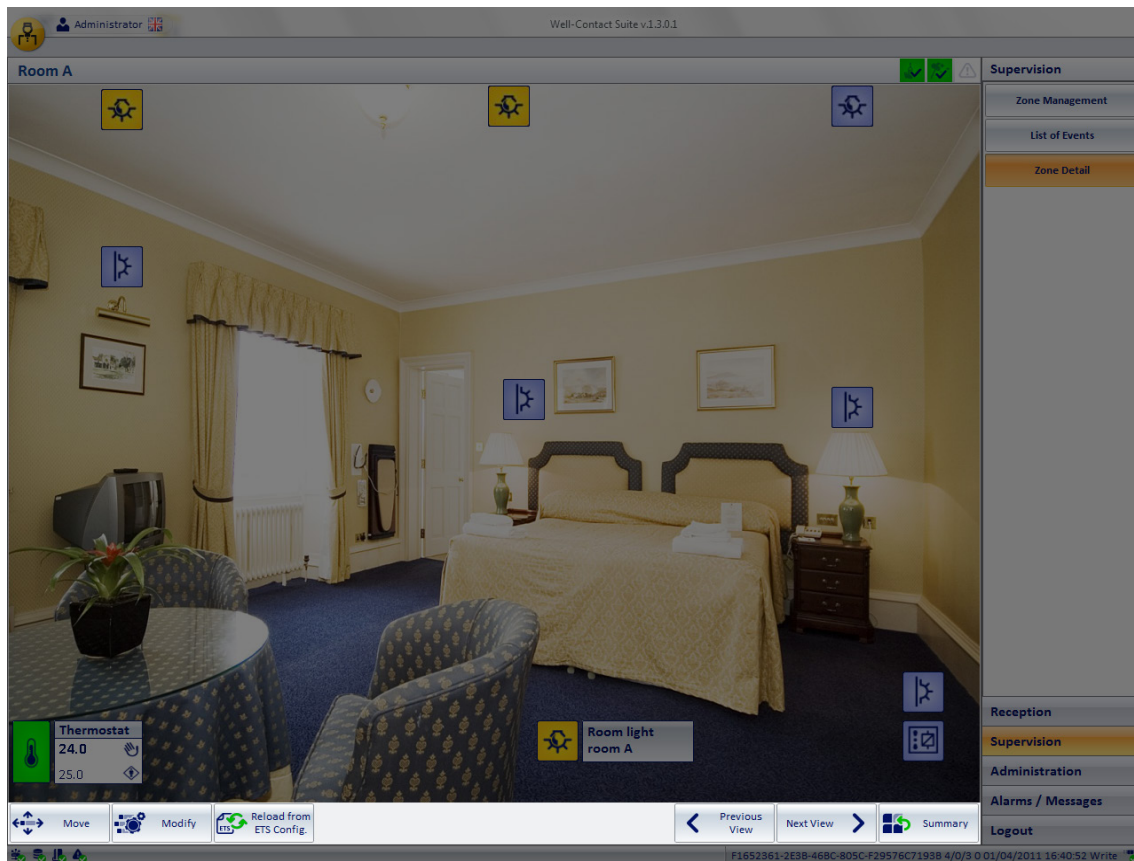 Administrator
Well-Contact Suite v.1.3.0.1
Room A
Supervision
Zone Management
List of Events
Zone Detail
Thermostat
24.0
25.0
Room light
room A
Reception
Supervision
Administration
Alarms / Messages
Logout
Move
Modify
ETS
Reload from
ETS Config.
Previous
View
Next View
Summary
F1652361-2E3B-468C-805C-F29576C7193B 4/0/3 0 01/04/2011 16:40:52 Write